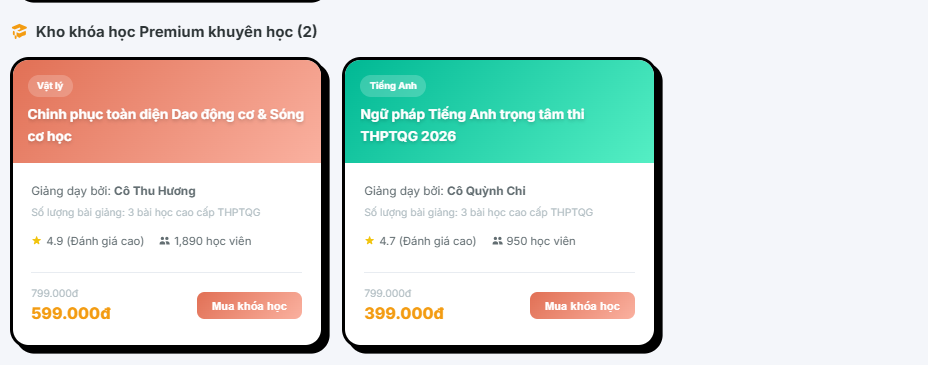 Kho khóa học Premium khuyên học (2)
Vật lý
Chinh phục toàn diện Dao động cơ & Sóng
cơ học
Giảng dạy bởi: Cô Thu Hương
Số lượng bài giảng: 3 bài học cao cấp THPTQG
4.9 (Đánh giá cao) 1,890 học viên
799.000đ
599.000đ
Mua khóa học
Tiếng Anh
Ngữ pháp Tiếng Anh trọng tâm thi
THPTQG 2026
Giảng dạy bởi: Cô Quỳnh Chi
Số lượng bài giảng: 3 bài học cao cấp THPTQG
4.7 (Đánh giá cao) 950 học viên
799.000đ
399.000đ
Mua khóa học